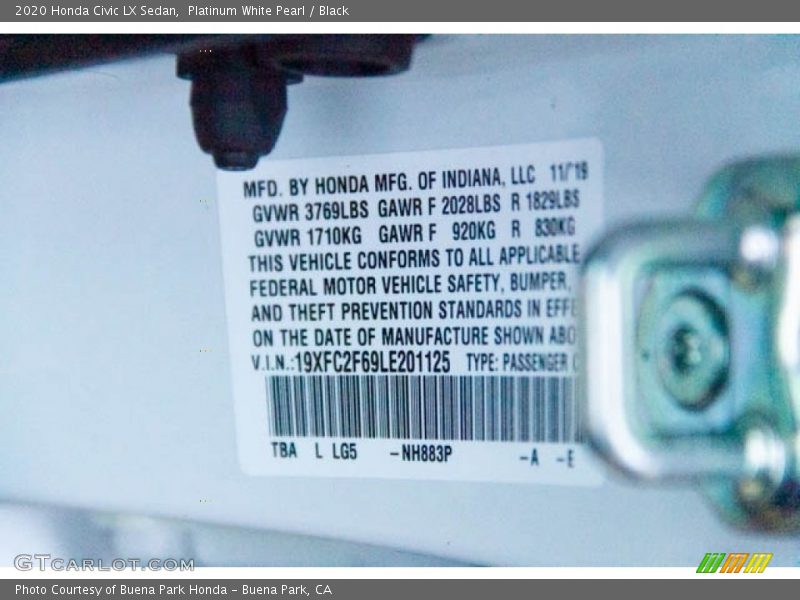 2020 Honda Civic LX Sedan,  Platinum White Pearl / Black
MFD. BY HONDA MFG. OF INDIANA, LLC 11/19
GVWR 3769LBS GAWR F 2028LBS R 1829LBS
GVWR 1710KG GAWR F 920KG R 830KG
THIS VEHICLE CONFORMS TO ALL APPLICABLE
FEDERAL MOTOR VEHICLE SAFETY, BUMPER,
AND THEFT PREVENTION STANDARDS IN EFFE
ON THE DATE OF MANUFACTURE SHOWN ABO
V.I.N.:19XFC2F69LE201125 TYPE: PASSENGER C
TBA L LG5 -NH883P -A -E
GTCARLOT.COM
Photo Courtesy of Buena Park Honda - Buena Park, CA